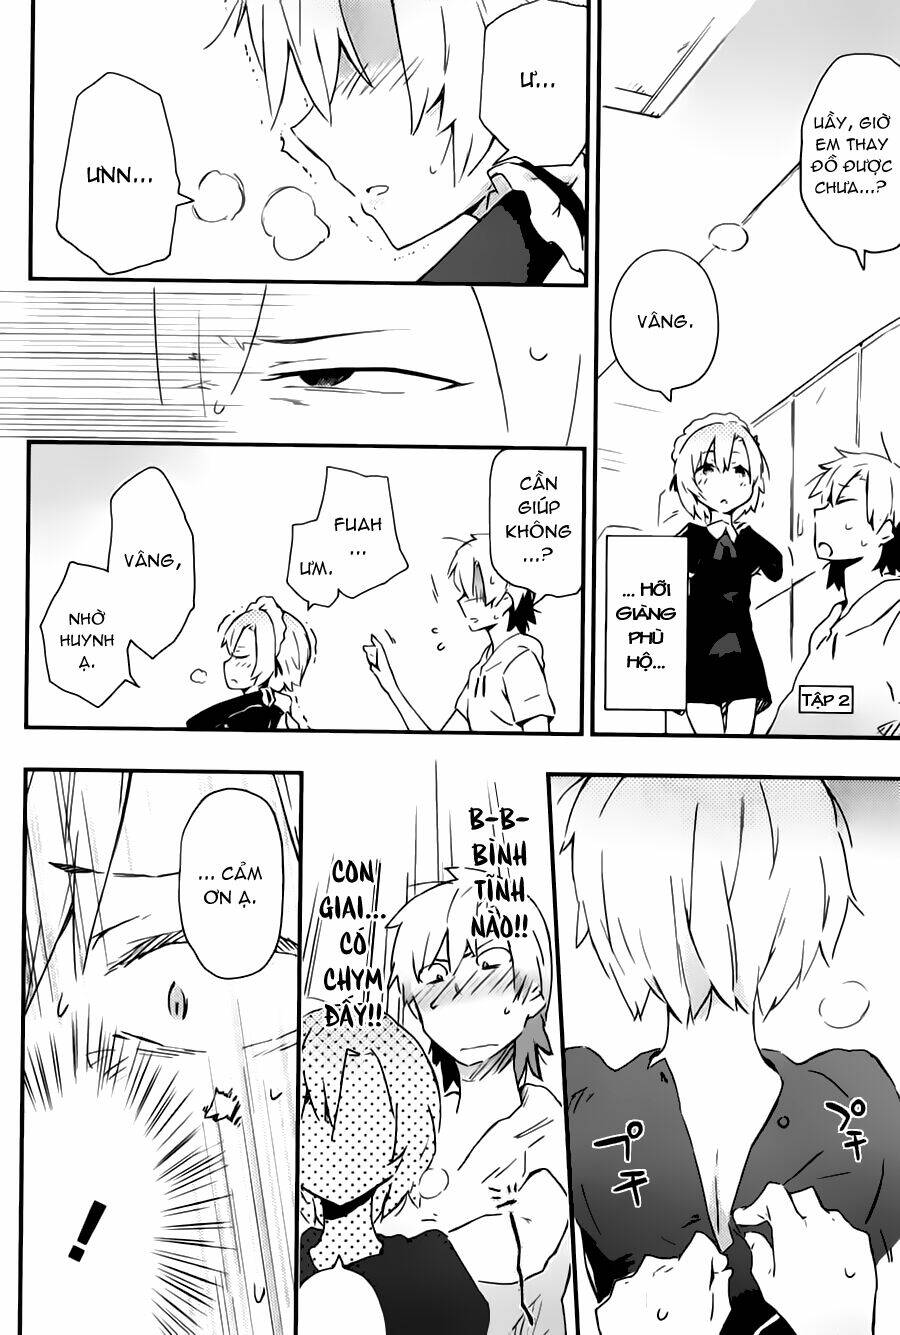 UẦY, GIỜ
EM THAY
ĐỒ ĐƯỢC
CHƯA...?
VÂNG.
... HỠI
GIÀNG
PHÙ
HỘ...
TẬP 2
Ư...
ƯNN...
CẦN
GIÚP
KHÔNG
...?
FUAH
...
ƯM.
VÂNG,
NHỜ
HUYNH
Ạ.
プチ
プチ
B-B-
BÌNH
TĨNH
NÀO!!
CON
GIAI...
CÓ
CHYM
ĐẤY!!
... CẢM
ƠN Ạ.
!